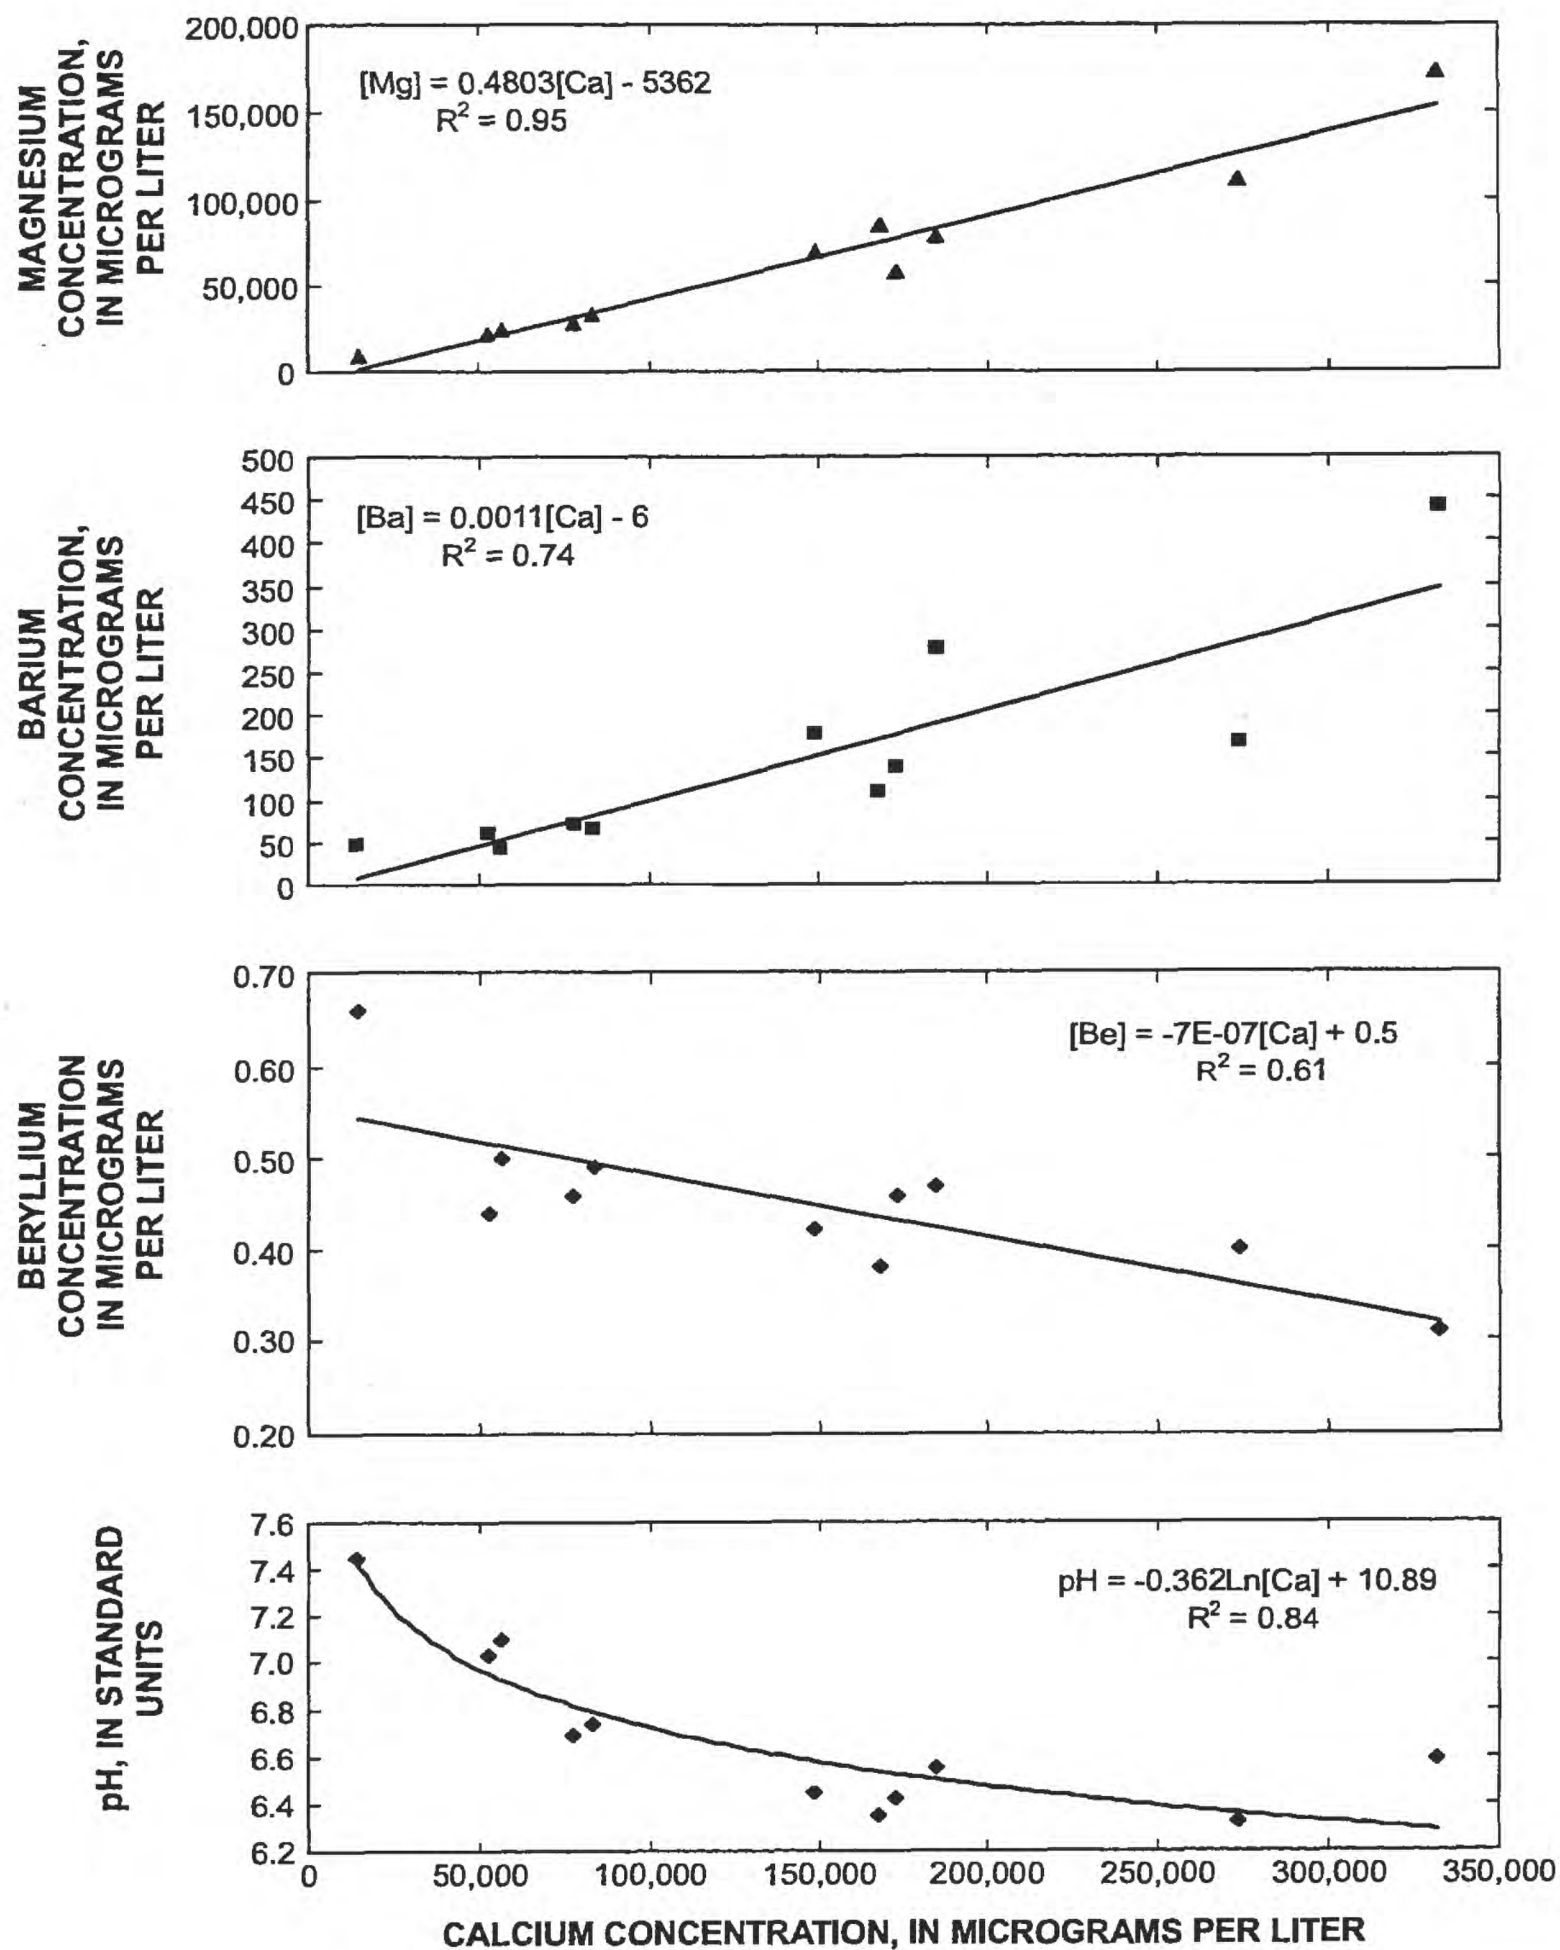 MAGNESIUM
CONCENTRATION,
IN MICROGRAMS
PER LITER
200,000
150,000
100,000
50,000
0
[Mg] = 0.4803[Ca] - 5362
R² = 0.95
BARIUM
CONCENTRATION,
IN MICROGRAMS
PER LITER
500
450
400
350
300
250
200
150
100
50
0
[Ba] = 0.0011[Ca] - 6
R² = 0.74
BERYLLIUM
CONCENTRATION
IN MICROGRAMS
PER LITER
0.70
0.60
0.50
0.40
0.30
0.20
[Be] = -7E-07[Ca] + 0.5
R² = 0.61
pH, IN STANDARD
UNITS
7.6
7.4
7.2
7.0
6.8
6.6
6.4
6.2
pH = -0.362Ln[Ca] + 10.89
R² = 0.84
0 50,000 100,000 150,000 200,000 250,000 300,000 350,000
CALCIUM CONCENTRATION, IN MICROGRAMS PER LITER